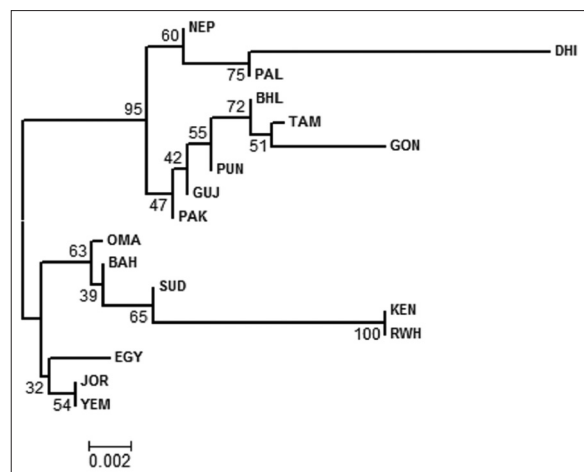 NEP
60
DHI
75
PAL
95
BHL
72
TAM
55
51
GON
42
PUN
GUJ
47
PAK
OMA
63
BAH
39
SUD
65
KEN
100
RWH
EGY
32
JOR
54
YEM
0.002